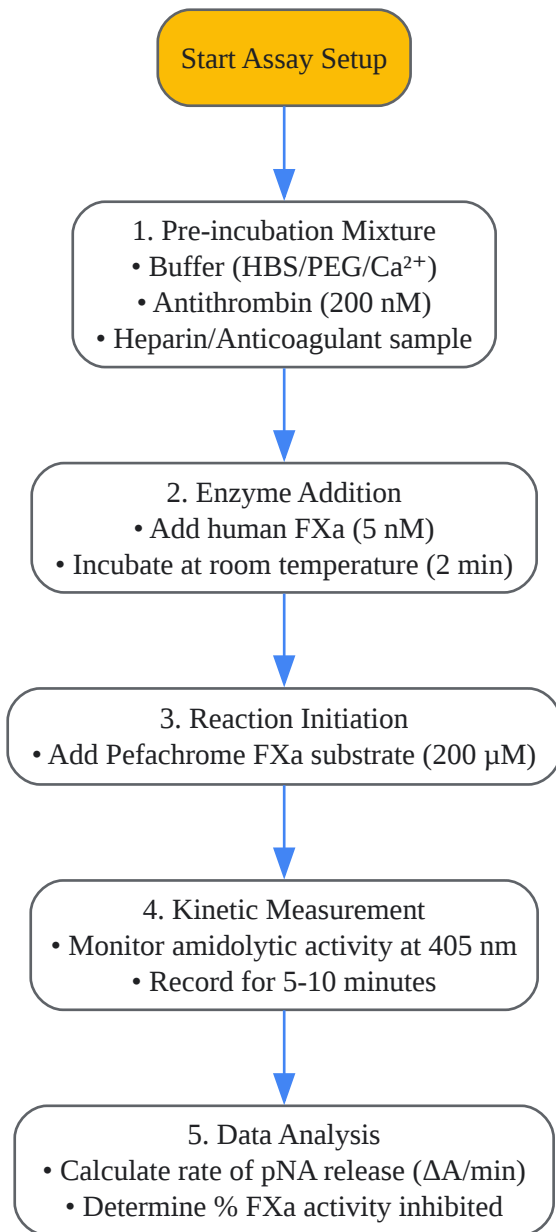 Start Assay Setup
1. Pre-incubation Mixture
• Buffer (HBS/PEG/Ca²⁺)
• Antithrombin (200 nM)
• Heparin/Anticoagulant sample
2. Enzyme Addition
• Add human FXa (5 nM)
• Incubate at room temperature (2 min)
3. Reaction Initiation
• Add Pefachrome FXa substrate (200 µM)
4. Kinetic Measurement
• Monitor amidolytic activity at 405 nm
• Record for 5-10 minutes
5. Data Analysis
• Calculate rate of pNA release (ΔA/min)
• Determine % FXa activity inhibited